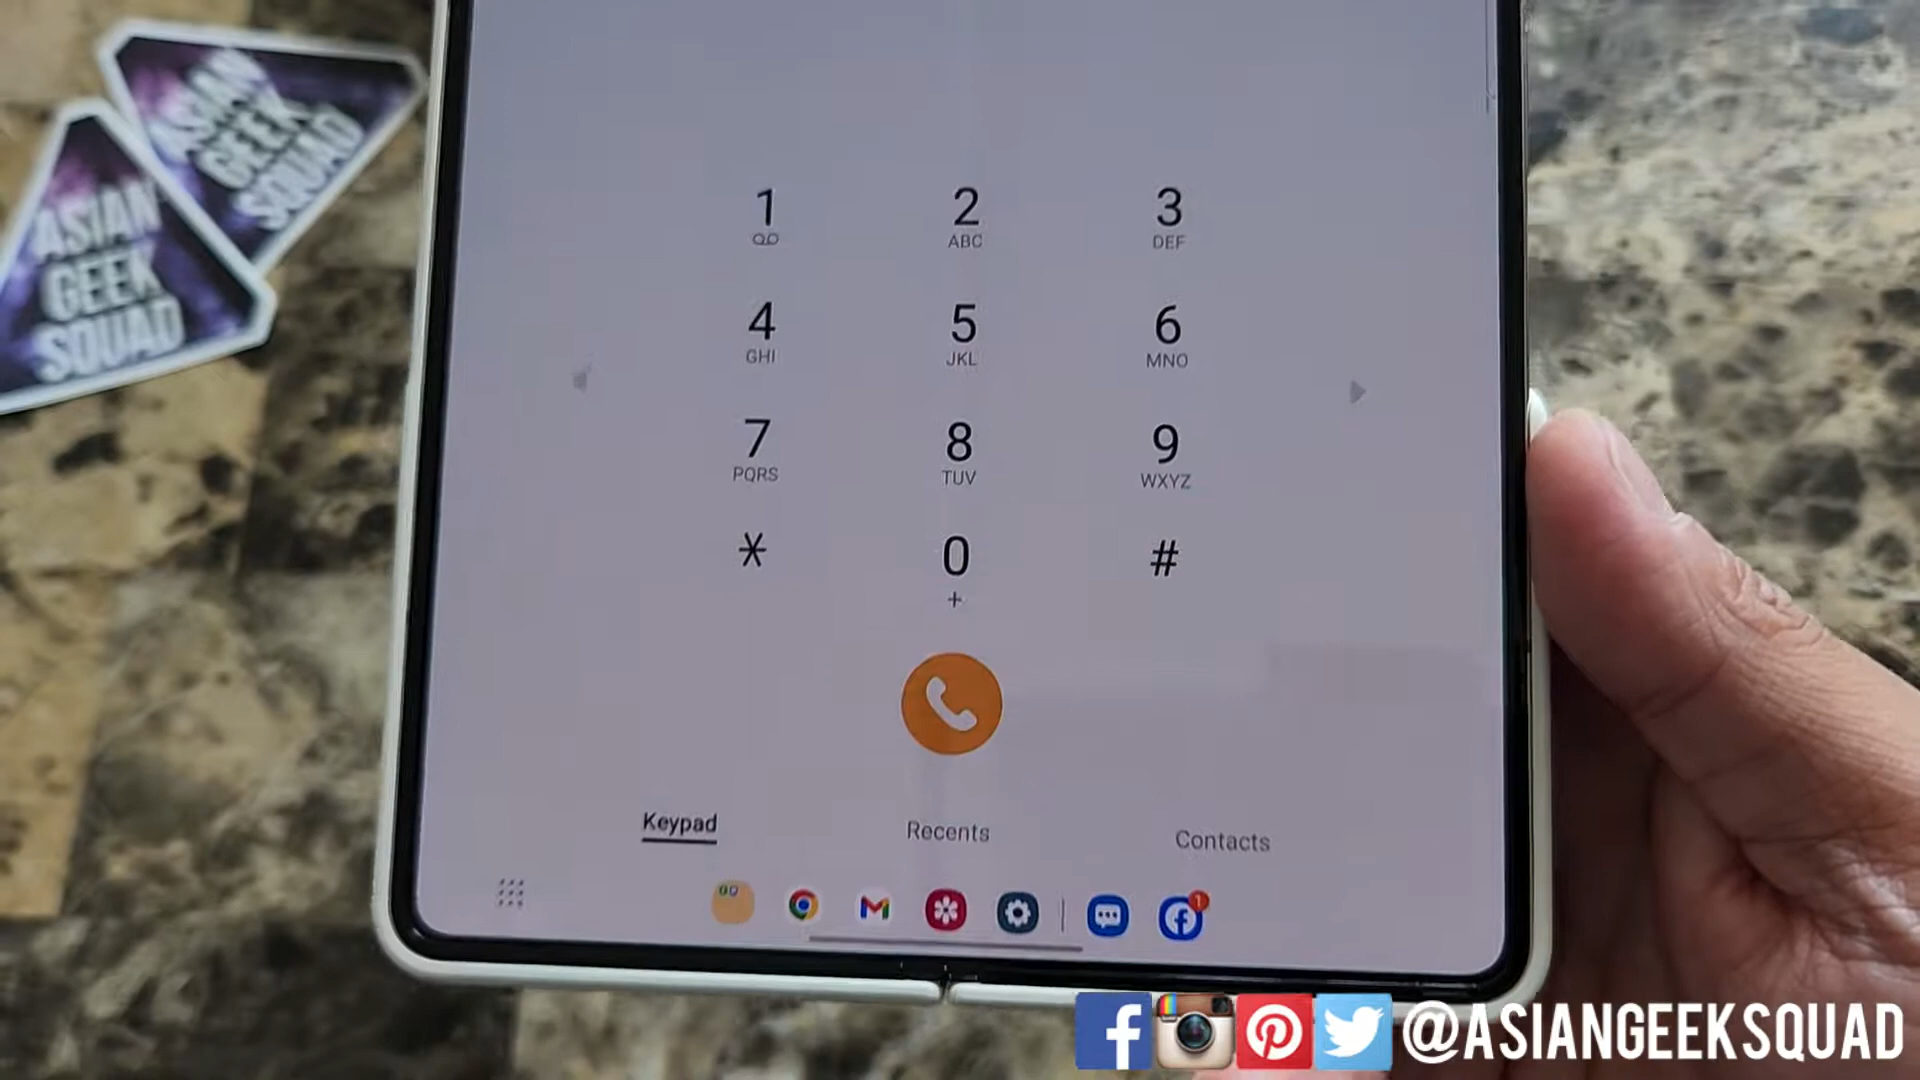 ASIAN
GEEK
SQUAD
ASIAN
GEEK
SQUAD
1 2 3
ABC DEF
4 5 6
GHI JKL MNO
7 8 9
PQRS TUV WXYZ
* 0 #
+
Keypad Recents Contacts
1
@ASIANGEEKSQUAD